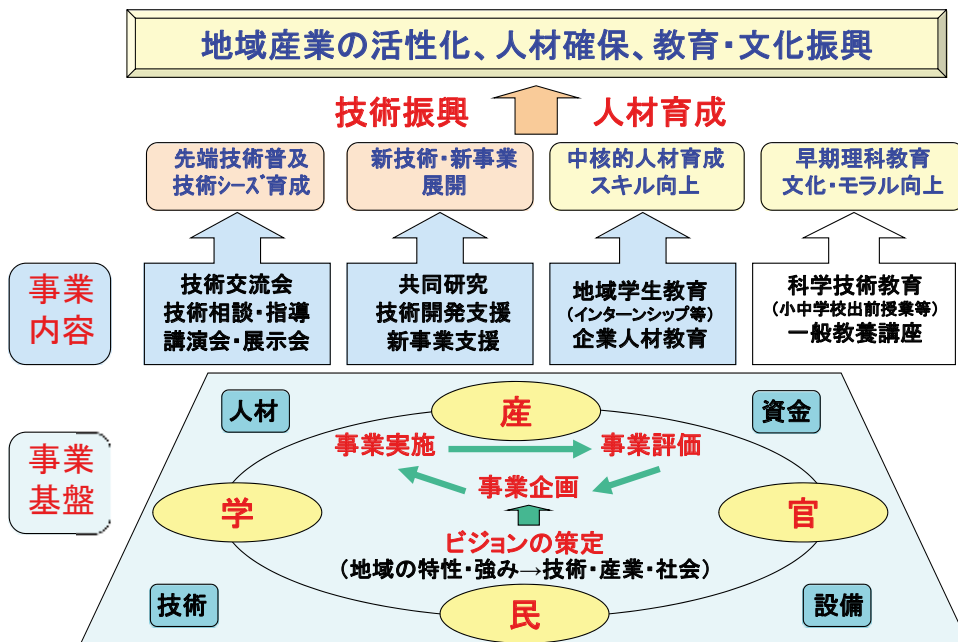 地域産業の活性化、人材確保、教育・文化振興
技術振興
人材育成
先端技術普及
技術シーズ育成
新技術・新事業
展開
中核的人材育成
スキル向上
早期理科教育
文化・モラル向上
事業
内容
技術交流会
技術相談・指導
講演会・展示会
共同研究
技術開発支援
新事業支援
地域学生教育
(インターンシップ等)
企業人材教育
科学技術教育
(小中学校出前授業等)
一般教養講座
事業
基盤
人材
産
資金
事業実施
事業評価
事業企画
学
官
ビジョンの策定
(地域の特性・強み→技術・産業・社会)
技術
民
設備